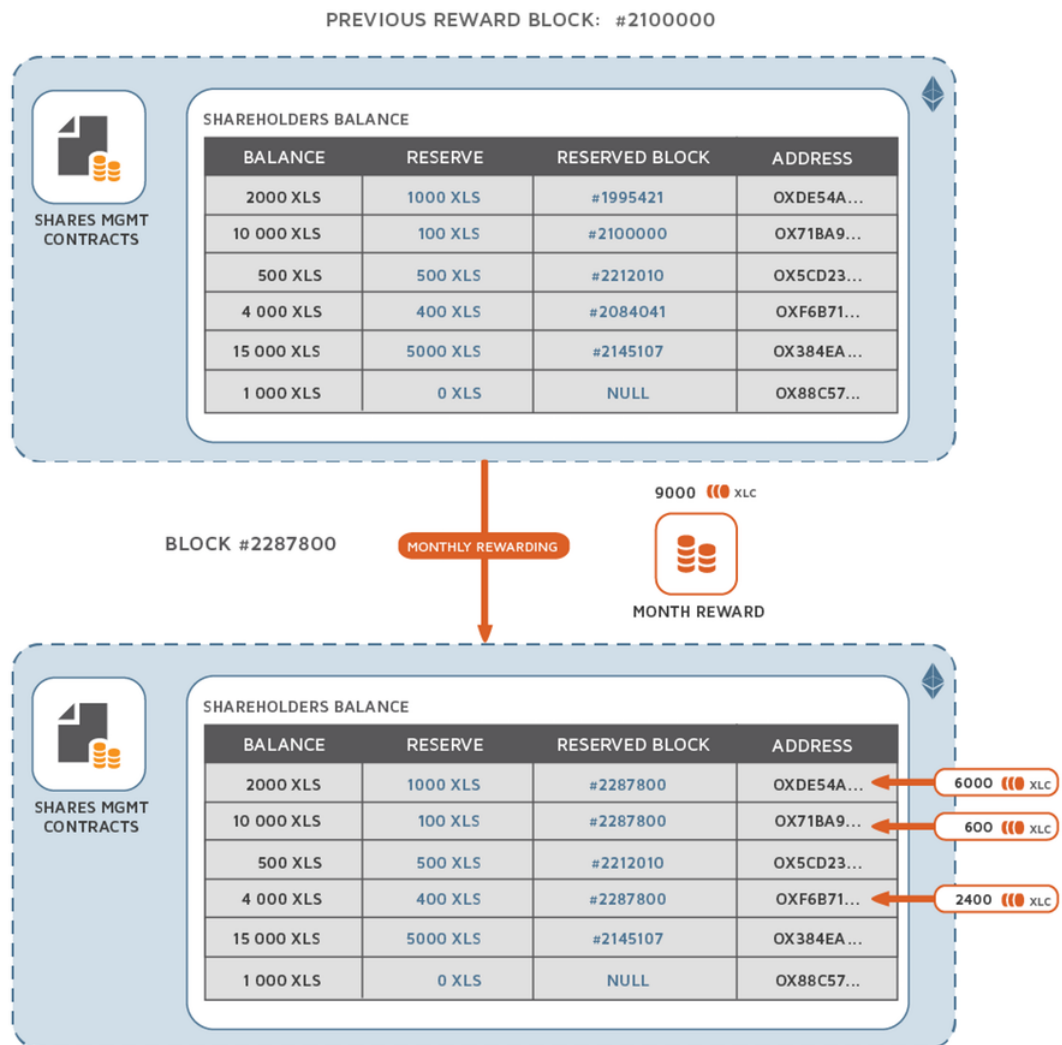 PREVIOUS REWARD BLOCK: #2100000
SHARES MGMT
CONTRACTS
SHAREHOLDERS BALANCE
BALANCE RESERVE RESERVED BLOCK ADDRESS
2000 XLS 1000 XLS #1995421 OXDE54A...
10 000 XLS 100 XLS #2100000 OX71BA9...
500 XLS 500 XLS #2212010 OX5CD23...
4 000 XLS 400 XLS #2084041 OXF6B71...
15 000 XLS 5000 XLS #2145107 OX384EA...
1 000 XLS 0 XLS NULL OX88C57...
9000 XLC
BLOCK #2287800
MONTHLY REWARDING
MONTH REWARD
SHARES MGMT
CONTRACTS
SHAREHOLDERS BALANCE
BALANCE RESERVE RESERVED BLOCK ADDRESS
2000 XLS 1000 XLS #2287800 OXDE54A... 6000 XLC
10 000 XLS 100 XLS #2287800 OX71BA9... 600 XLC
500 XLS 500 XLS #2212010 OX5CD23...
4 000 XLS 400 XLS #2287800 OXF6B71... 2400 XLC
15 000 XLS 5000 XLS #2145107 OX384EA...
1 000 XLS 0 XLS NULL OX88C57...